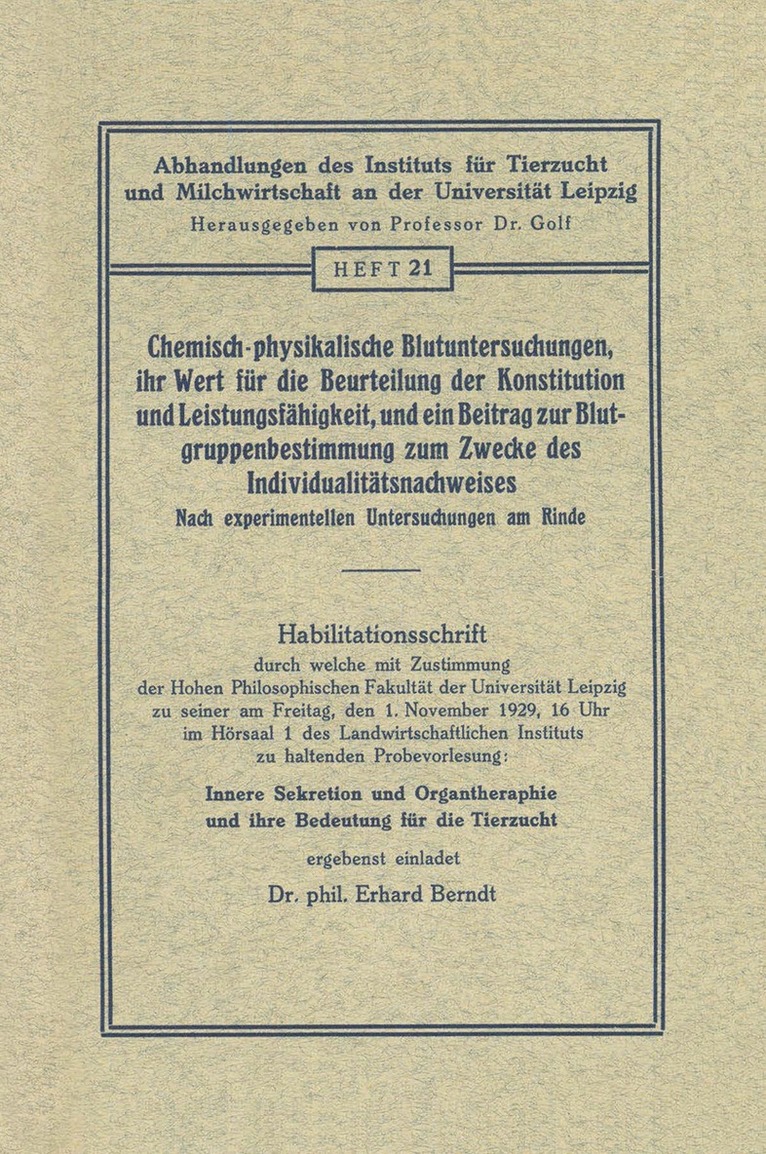 Abhandlungen des Instituts für Tierzucht
und Milchwirtschaft an der Universität Leipzig
Herausgegeben von Professor Dr. Golf
HEFT 21
Chemisch-physikalische Blutuntersuchungen,
ihr Wert für die Beurteilung der Konstitution
und Leistungsfähigkeit, und ein Beitrag zur Blut-
gruppenbestimmung zum Zwecke des
Individualitätsnachweises
Nach experimentellen Untersuchungen am Rinde
Habilitationsschrift
durch welche mit Zustimmung
der Hohen Philosophischen Fakultät der Universität Leipzig
zu seiner am Freitag, den 1. November 1929, 16 Uhr
im Hörsaal 1 des Landwirtschaftlichen Instituts
zu haltenden Probevorlesung:
Innere Sekretion und Organtheraphie
und ihre Bedeutung für die Tierzucht
ergebenst einladet
Dr. phil. Erhard Berndt